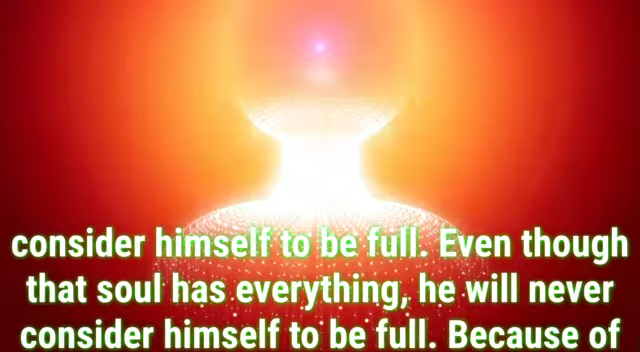 consider himself to be full. Even though
that soul has everything, he will never
consider himself to be full. Because of